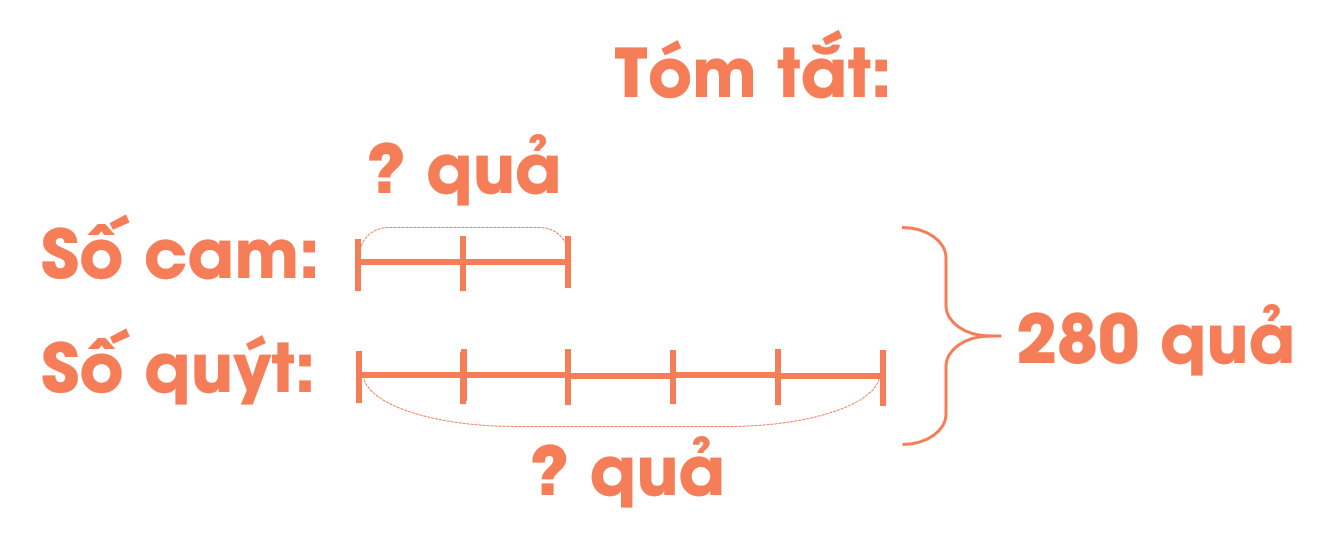 Tóm tắt:
? quả
Số cam:
Số quýt:
280 quả
? quả